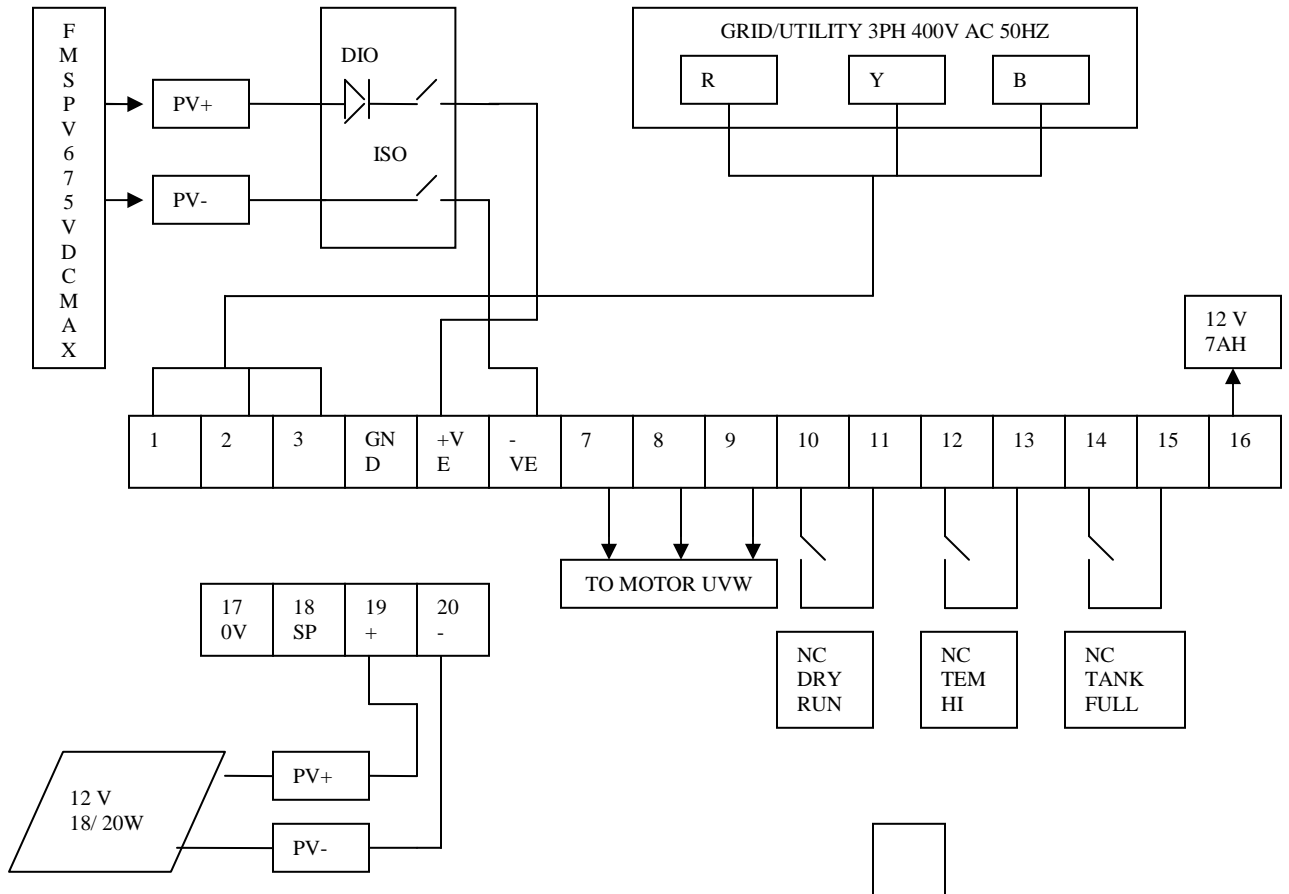 F
M
S
P
V
6
7
5
V
D
C
M
A
X
PV+
PV-
DIO
ISO
GRID/UTILITY 3PH 400V AC 50HZ
R
Y
B
12 V
7AH
1
2
3
GN
D
+V
E
-
VE
7
8
9
10
11
12
13
14
15
16
TO MOTOR UVW
17
0V
18
SP
19
+
20
-
NC
DRY
RUN
NC
TEM
HI
NC
TANK
FULL
12 V
18/ 20W
PV+
PV-